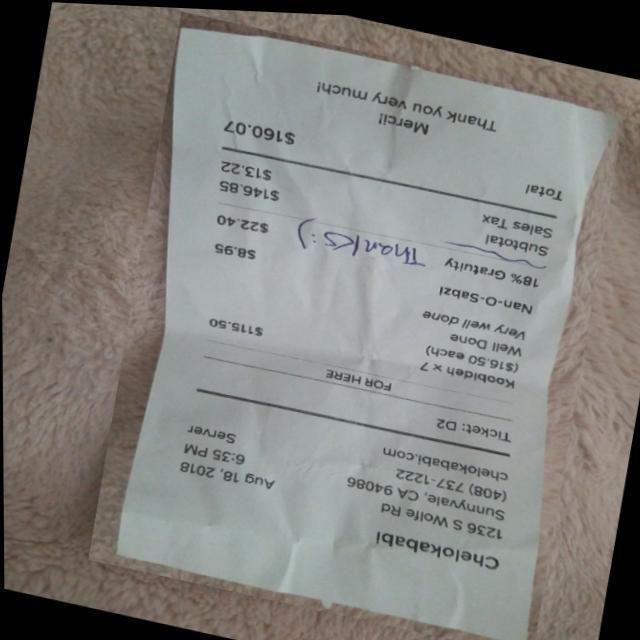 Chelokababi
1236 S Wolfe Rd
Sunnyvale, CA 94086
(408) 737-1222
chelokababi.com
Aug 18, 2018
6:35 PM
Server
Ticket: D2
FOR HERE
Koobideh x 7 $115.50
($16.50 each)
Well Done
Very well done
Nan-O-Sabzi $8.95
18% Gratuity $22.40
Thanks:)
Subtotal $146.85
Sales Tax $13.22
Total $160.07
Merci!
Thank you very much!